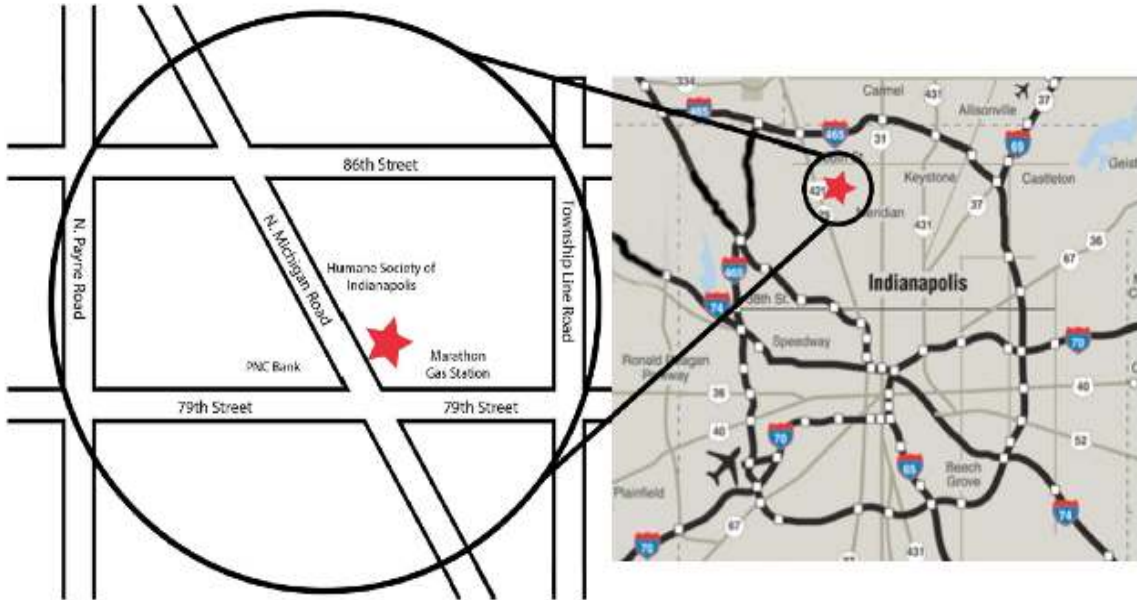 86th Street
N. Payne Road
N. Michigan Road
Township Line Road
Humane Society of
Indianapolis
PNC Bank
Marathon
Gas Station
79th Street
79th Street
334
Carmel
431
Allisonville
37
465
465
31
69
Keystone
Castleton
421
37
Meridian
431
36
67
465
Indianapolis
74
38th St.
Speedway
70
Ronald Reagan
Parkway
36
40
40
70
52
65
Beech
Grove
Plainfield
67
74
70
431